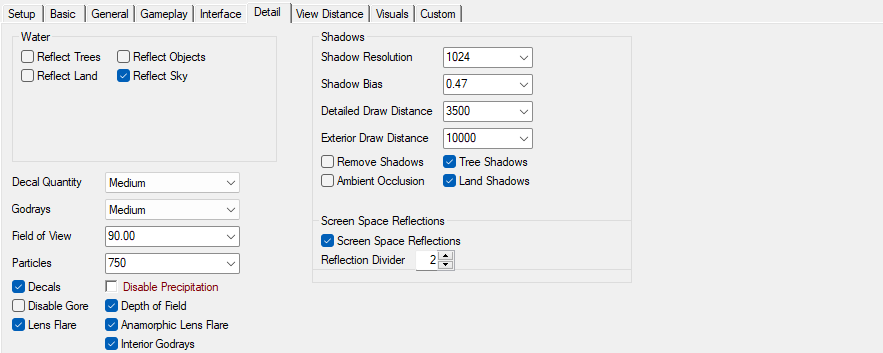 Setup Basic General Gameplay Interface Detail View Distance Visuals Custom
Water
Reflect Trees Reflect Objects
Reflect Land Reflect Sky
Decal Quantity Medium
Godrays Medium
Field of View 90.00
Particles 750
Decals Disable Precipitation
Disable Gore Depth of Field
Lens Flare Anamorphic Lens Flare
Interior Godrays
Shadows
Shadow Resolution 1024
Shadow Bias 0.47
Detailed Draw Distance 3500
Exterior Draw Distance 10000
Remove Shadows Tree Shadows
Ambient Occlusion Land Shadows
Screen Space Reflections
Screen Space Reflections
Reflection Divider 2